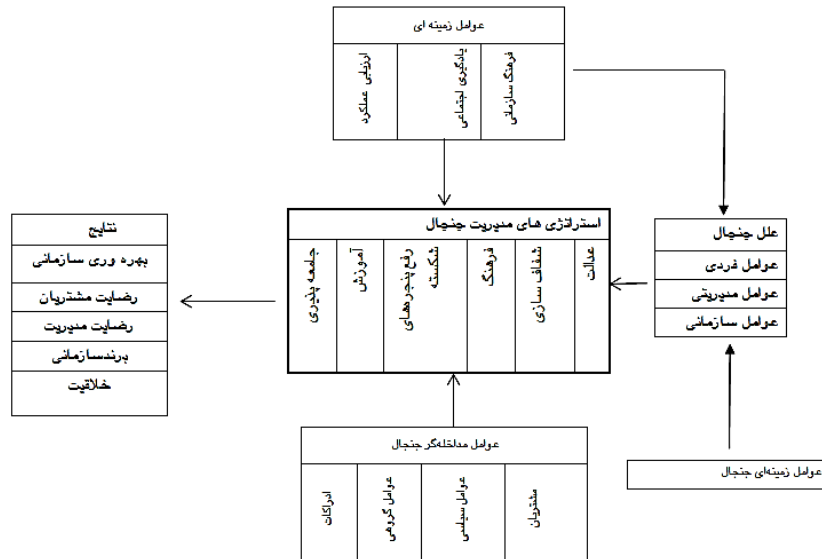 عوامل زمینه ای
فرهنگ سازمانی
یادگیری اجتماعی
ارزیابی عملکرد
استراتژی های مدیریت جنجال
عدالت
شفاف سازی
فرهنگ
رفع پنجره‌های
شکسته
آموزش
جامعه پذیری
علل جنجال
عوامل فردی
عوامل مدیریتی
عوامل سازمانی
نتایج
بهره وری سازمانی
رضایت مشتریان
رضایت مدیریت
برندسازمانی
خلاقیت
عوامل مداخله‌گر جنجال
مشتریان
عوامل سیاسی
عوامل گروهی
ادراکات
عوامل زمینه‌ای جنجال